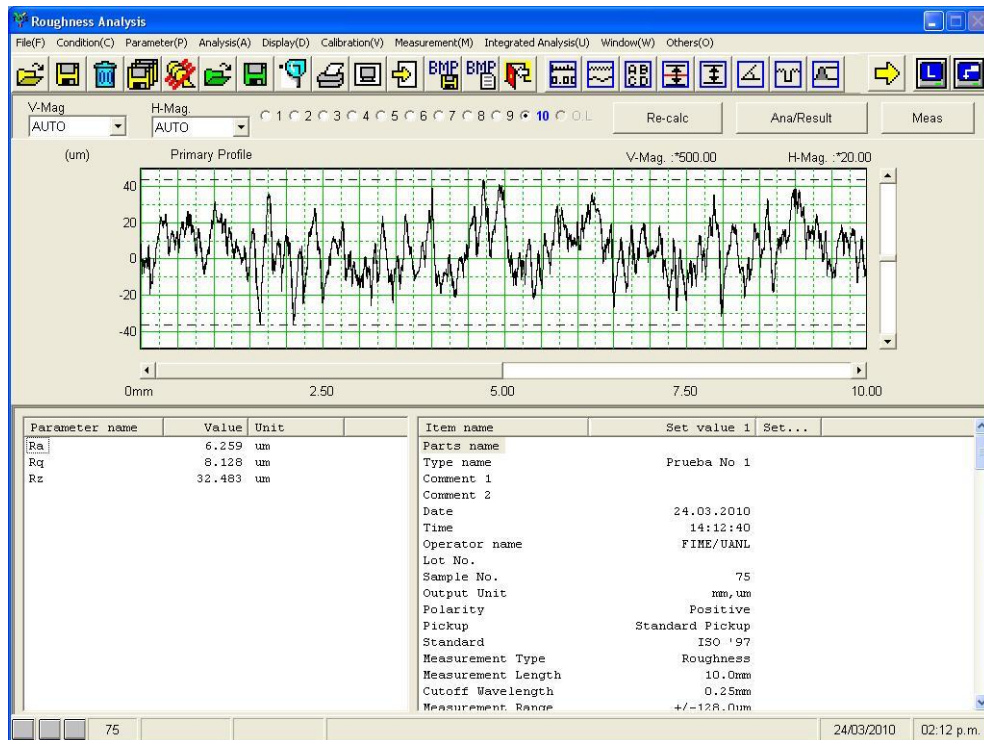 Roughness Analysis
File(F) Condition(C) Parameter(P) Analysis(A) Display(D) Calibration(V) Measurement(M) Integrated Analysis(U) Window(W) Others(O)
BMP BMP 0.00 ABCD L
V-Mag H-Mag.
AUTO AUTO 1 2 3 4 5 6 7 8 9 10 OL Re-calc Ana/Result Meas
(um) Primary Profile V-Mag. :*500.00 H-Mag. :*20.00
40
20
0
-20
-40
0mm 2.50 5.00 7.50 10.00
Parameter name Value Unit
Ra 6.259 um
Rq 8.128 um
Rz 32.483 um
Item name Set value 1 Set...
Parts name
Type name Prueba No 1
Comment 1
Comment 2
Date 24.03.2010
Time 14:12:40
Operator name FIME/UANL
Lot No.
Sample No. 75
Output Unit mm,um
Polarity Positive
Pickup Standard Pickup
Standard ISO '97
Measurement Type Roughness
Measurement Length 10.0mm
Cutoff Wavelength 0.25mm
Measurement Range +/-128.0um
75 24/03/2010 02:12 p.m.